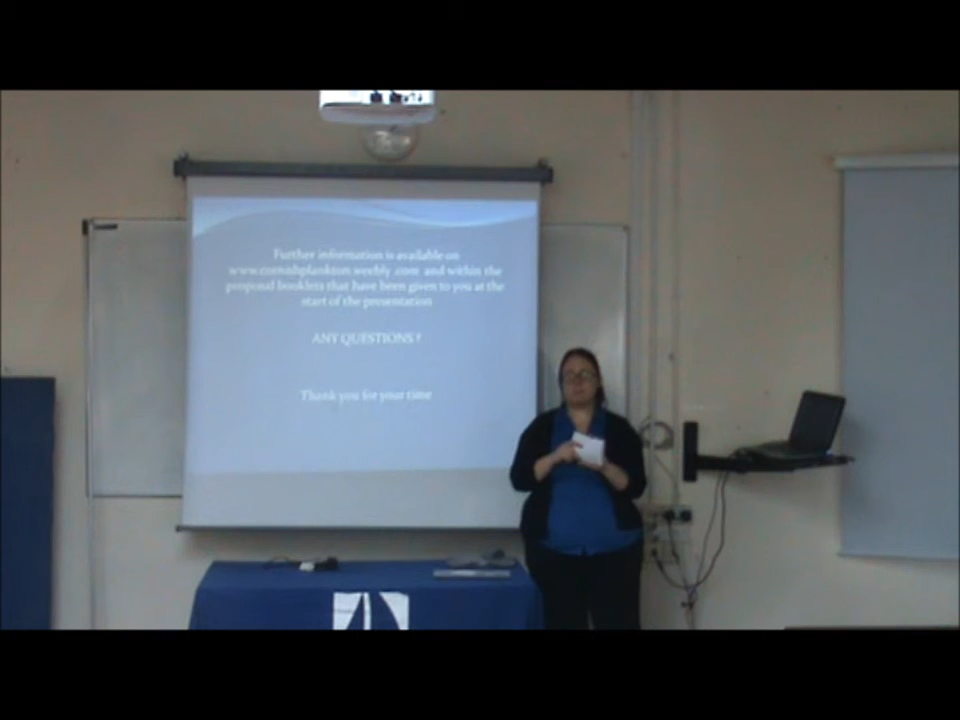 Further information is available on
www.cornishplankton.weebly .com and within the
proposal booklets that have been given to you at the
start of the presentation
ANY QUESTIONS ?
Thank you for your time